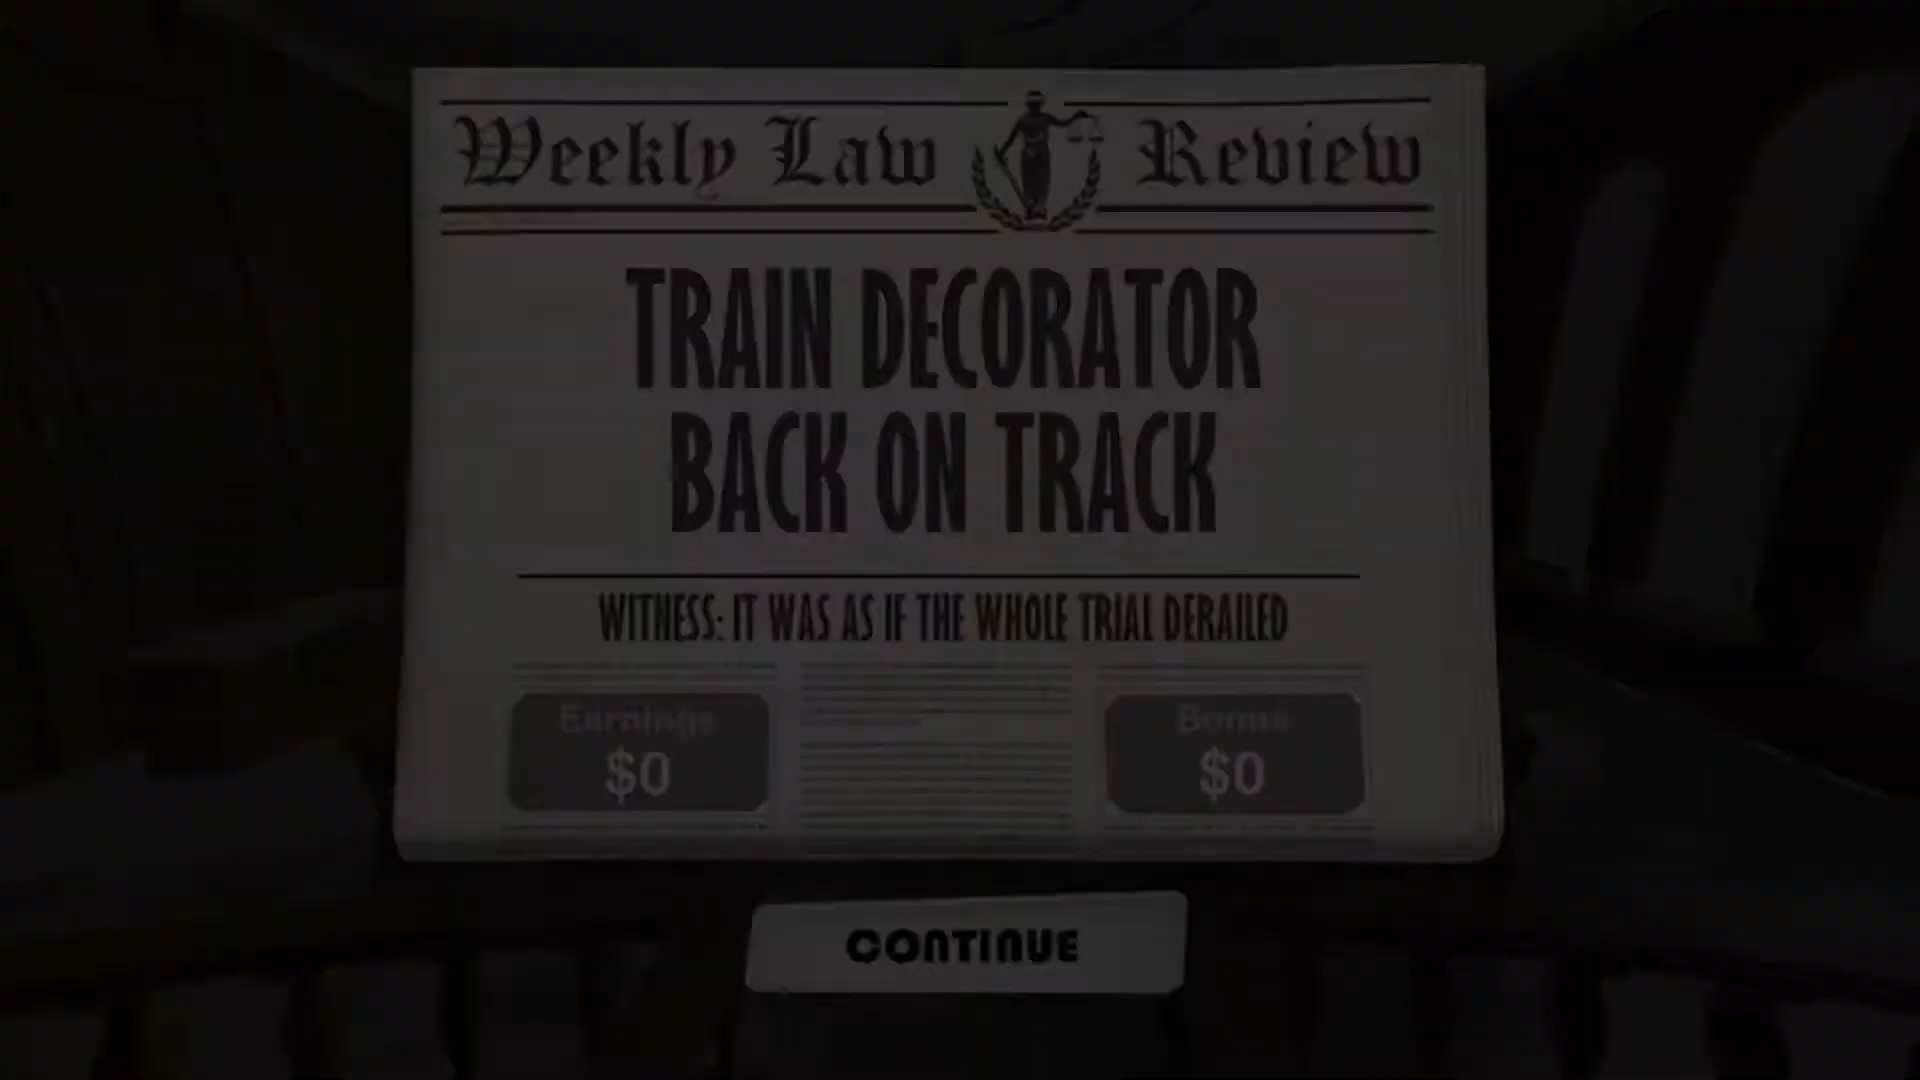 Weekly Law Review
TRAIN DECORATOR
BACK ON TRACK
WITNESS: IT WAS AS IF THE WHOLE TRIAL DERAILED
Earnings
$0
Bonus
$0
CONTINUE